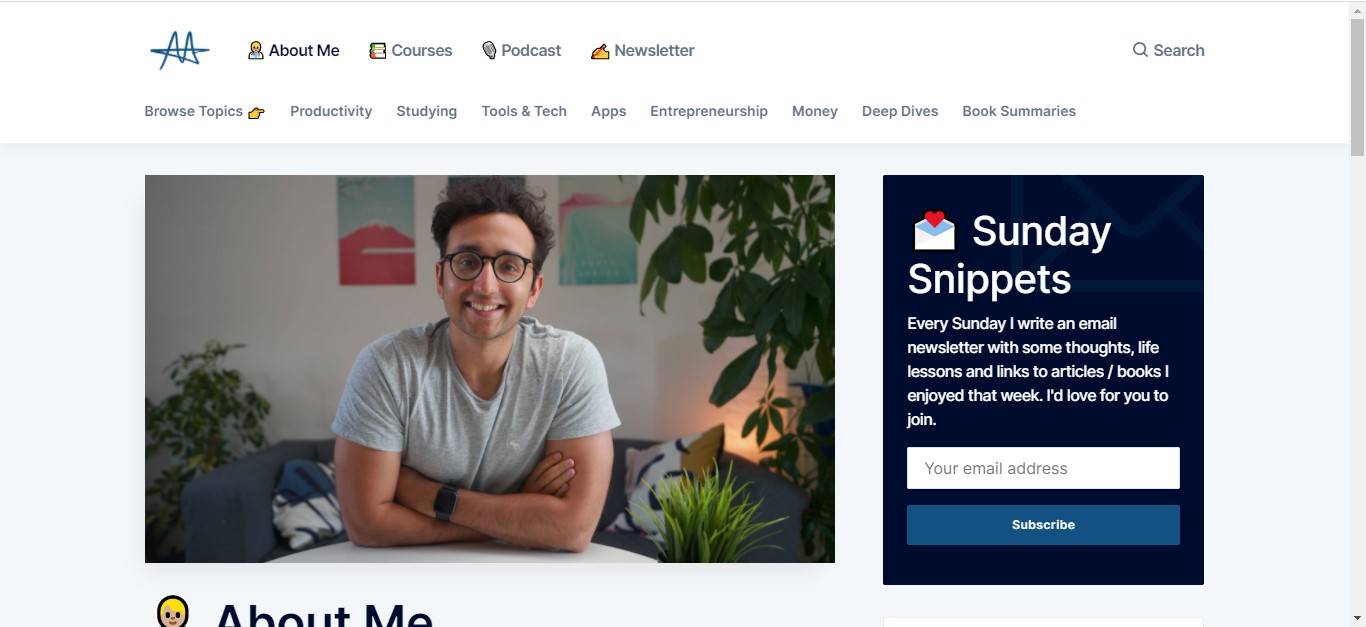 About Me
Courses
Podcast
Newsletter
Search
Browse Topics
Productivity
Studying
Tools & Tech
Apps
Entrepreneurship
Money
Deep Dives
Book Summaries
Sunday
Snippets
Every Sunday I write an email
newsletter with some thoughts, life
lessons and links to articles / books I
enjoyed that week. I'd love for you to
join.
Your email address
Subscribe
About Me